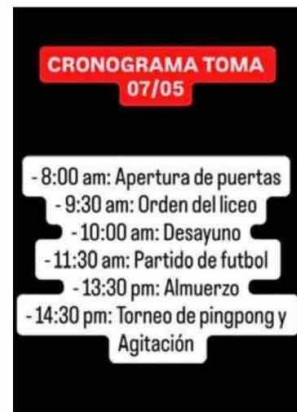 CRONOGRAMA TOMA
07/05
- 8:00 am: Apertura de puertas
- 9:30 am: Orden del liceo
- 10:00 am: Desayuno
- 11:30 am: Partido de futbol
- 13:30 pm: Almuerzo
- 14:30 pm: Torneo de pingpong y
Agitación